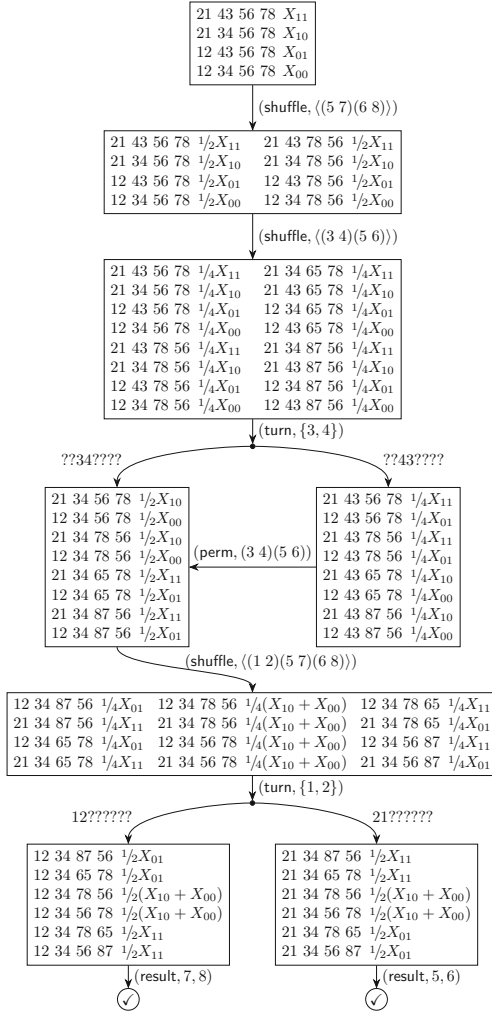 21 43 56 78 X₁₁
21 34 56 78 X₁₀
12 43 56 78 X₀₁
12 34 56 78 X₀₀
(shuffle, ⟨(5 7)(6 8)⟩)
21 43 56 78 ¹/₂X₁₁ 21 43 78 56 ¹/₂X₁₁
21 34 56 78 ¹/₂X₁₀ 21 34 78 56 ¹/₂X₁₀
12 43 56 78 ¹/₂X₀₁ 12 43 78 56 ¹/₂X₀₁
12 34 56 78 ¹/₂X₀₀ 12 34 78 56 ¹/₂X₀₀
(shuffle, ⟨(3 4)(5 6)⟩)
21 43 56 78 ¹/₄X₁₁ 21 34 65 78 ¹/₄X₁₁
21 34 56 78 ¹/₄X₁₀ 21 43 65 78 ¹/₄X₁₀
12 43 56 78 ¹/₄X₀₁ 12 34 65 78 ¹/₄X₀₁
12 34 56 78 ¹/₄X₀₀ 12 43 65 78 ¹/₄X₀₀
21 43 78 56 ¹/₄X₁₁ 21 34 87 56 ¹/₄X₁₁
21 34 78 56 ¹/₄X₁₀ 21 43 87 56 ¹/₄X₁₀
12 43 78 56 ¹/₄X₀₁ 12 34 87 56 ¹/₄X₀₁
12 34 78 56 ¹/₄X₀₀ 12 43 87 56 ¹/₄X₀₀
(turn, {3, 4})
??34????
??43????
21 34 56 78 ¹/₂X₁₀
12 34 56 78 ¹/₂X₀₀
21 34 78 56 ¹/₂X₁₀
12 34 78 56 ¹/₂X₀₀
21 34 65 78 ¹/₂X₁₁
12 34 65 78 ¹/₂X₀₁
21 34 87 56 ¹/₂X₁₁
12 34 87 56 ¹/₂X₀₁
(perm, (3 4)(5 6))
21 43 56 78 ¹/₄X₁₁
12 43 56 78 ¹/₄X₀₁
21 43 78 56 ¹/₄X₁₁
12 43 78 56 ¹/₄X₀₁
21 43 65 78 ¹/₄X₁₀
12 43 65 78 ¹/₄X₀₀
21 43 87 56 ¹/₄X₁₀
12 43 87 56 ¹/₄X₀₀
(shuffle, ⟨(1 2)(5 7)(6 8)⟩)
12 34 87 56 ¹/₄X₀₁ 12 34 78 56 ¹/₄(X₁₀ + X₀₀) 12 34 78 65 ¹/₄X₁₁
21 34 87 56 ¹/₄X₁₁ 21 34 78 56 ¹/₄(X₁₀ + X₀₀) 21 34 78 65 ¹/₄X₀₁
12 34 65 78 ¹/₄X₀₁ 12 34 56 78 ¹/₄(X₁₀ + X₀₀) 12 34 56 87 ¹/₄X₁₁
21 34 65 78 ¹/₄X₁₁ 21 34 56 78 ¹/₄(X₁₀ + X₀₀) 21 34 56 87 ¹/₄X₀₁
(turn, {1, 2})
12??????
21??????
12 34 87 56 ¹/₂X₀₁
12 34 65 78 ¹/₂X₀₁
12 34 78 56 ¹/₂(X₁₀ + X₀₀)
12 34 56 78 ¹/₂(X₁₀ + X₀₀)
12 34 78 65 ¹/₂X₁₁
12 34 56 87 ¹/₂X₁₁
(result, 7, 8)
✓
21 34 87 56 ¹/₂X₁₁
21 34 65 78 ¹/₂X₁₁
21 34 78 56 ¹/₂(X₁₀ + X₀₀)
21 34 56 78 ¹/₂(X₁₀ + X₀₀)
21 34 78 65 ¹/₂X₀₁
21 34 56 87 ¹/₂X₀₁
(result, 5, 6)
✓